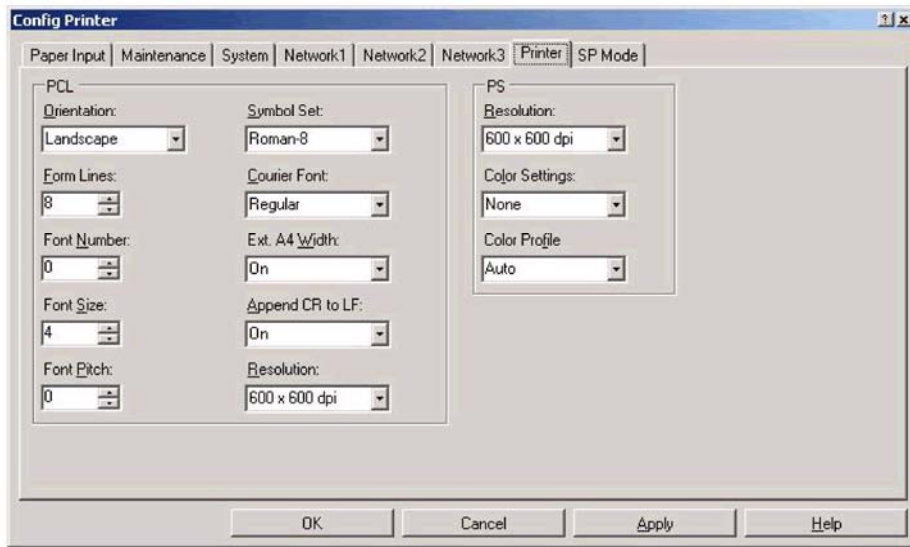 Config Printer
Paper Input Maintenance System Network1 Network2 Network3 Printer SP Mode
PCL
Orientation:
Landscape
Form Lines:
8
Font Number:
0
Font Size:
4
Font Pitch:
0
Symbol Set:
Roman-8
Courier Font:
Regular
Ext. A4 Width:
On
Append CR to LF:
On
Resolution:
600 x 600 dpi
PS
Resolution:
600 x 600 dpi
Color Settings:
None
Color Profile
Auto
OK Cancel Apply Help